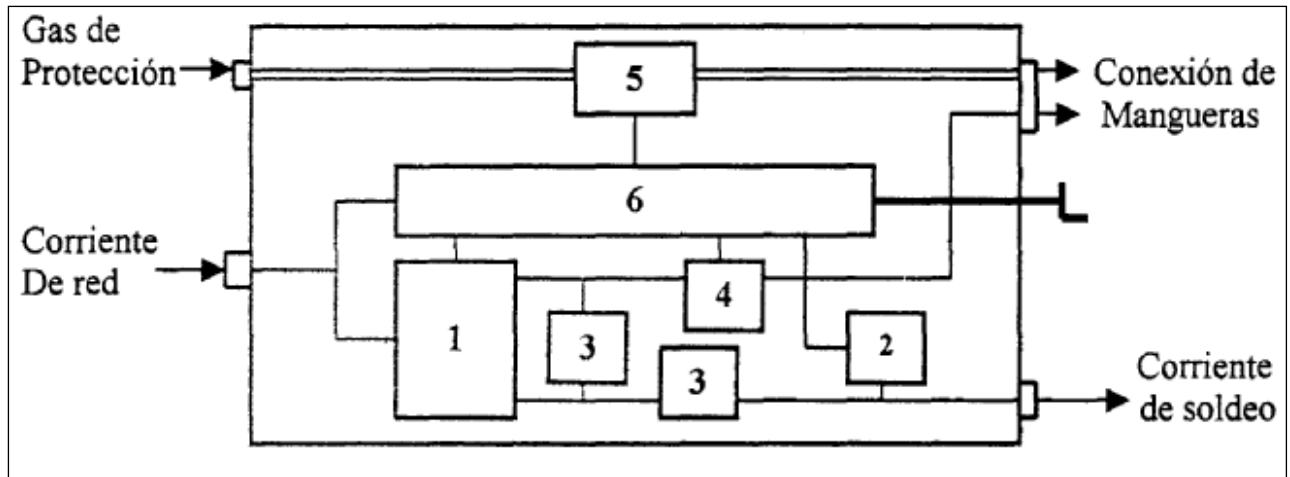 Gas de
Protección
5
Conexión de
Mangueras
6
Corriente
De red
1
4
3
2
3
Corriente
de soldeo